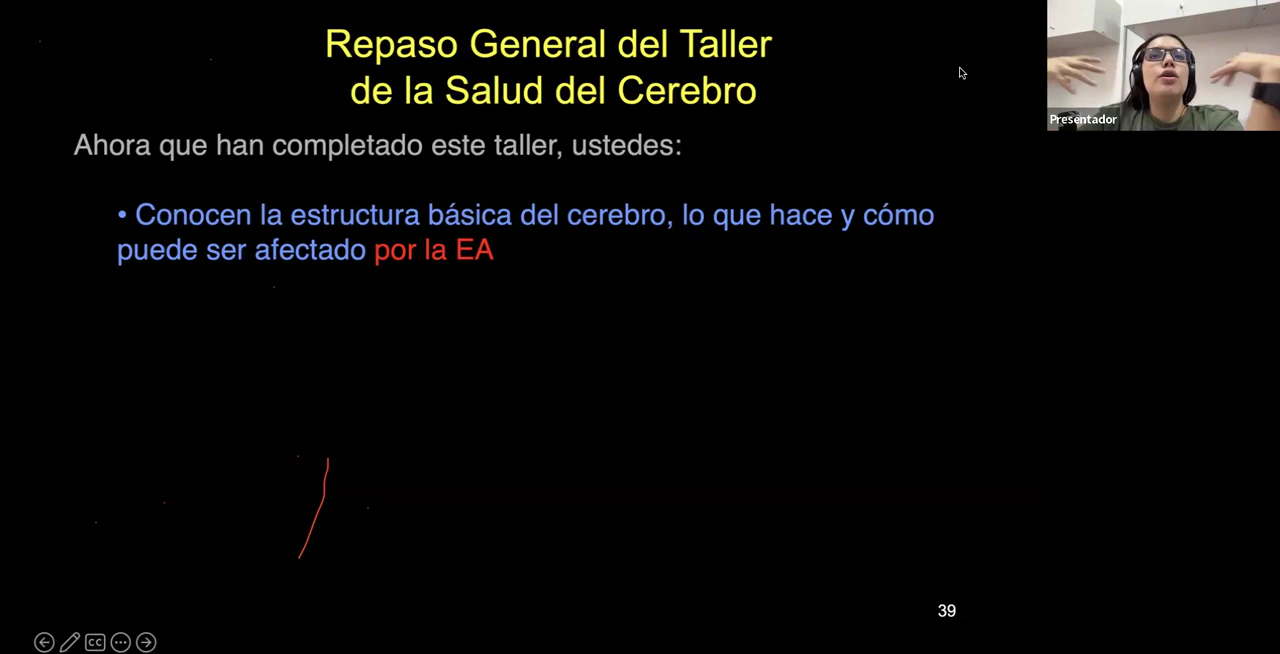 Repaso General del Taller
de la Salud del Cerebro
Presentador
Ahora que han completado este taller, ustedes:
• Conocen la estructura básica del cerebro, lo que hace y cómo
puede ser afectado por la EA
39
CC